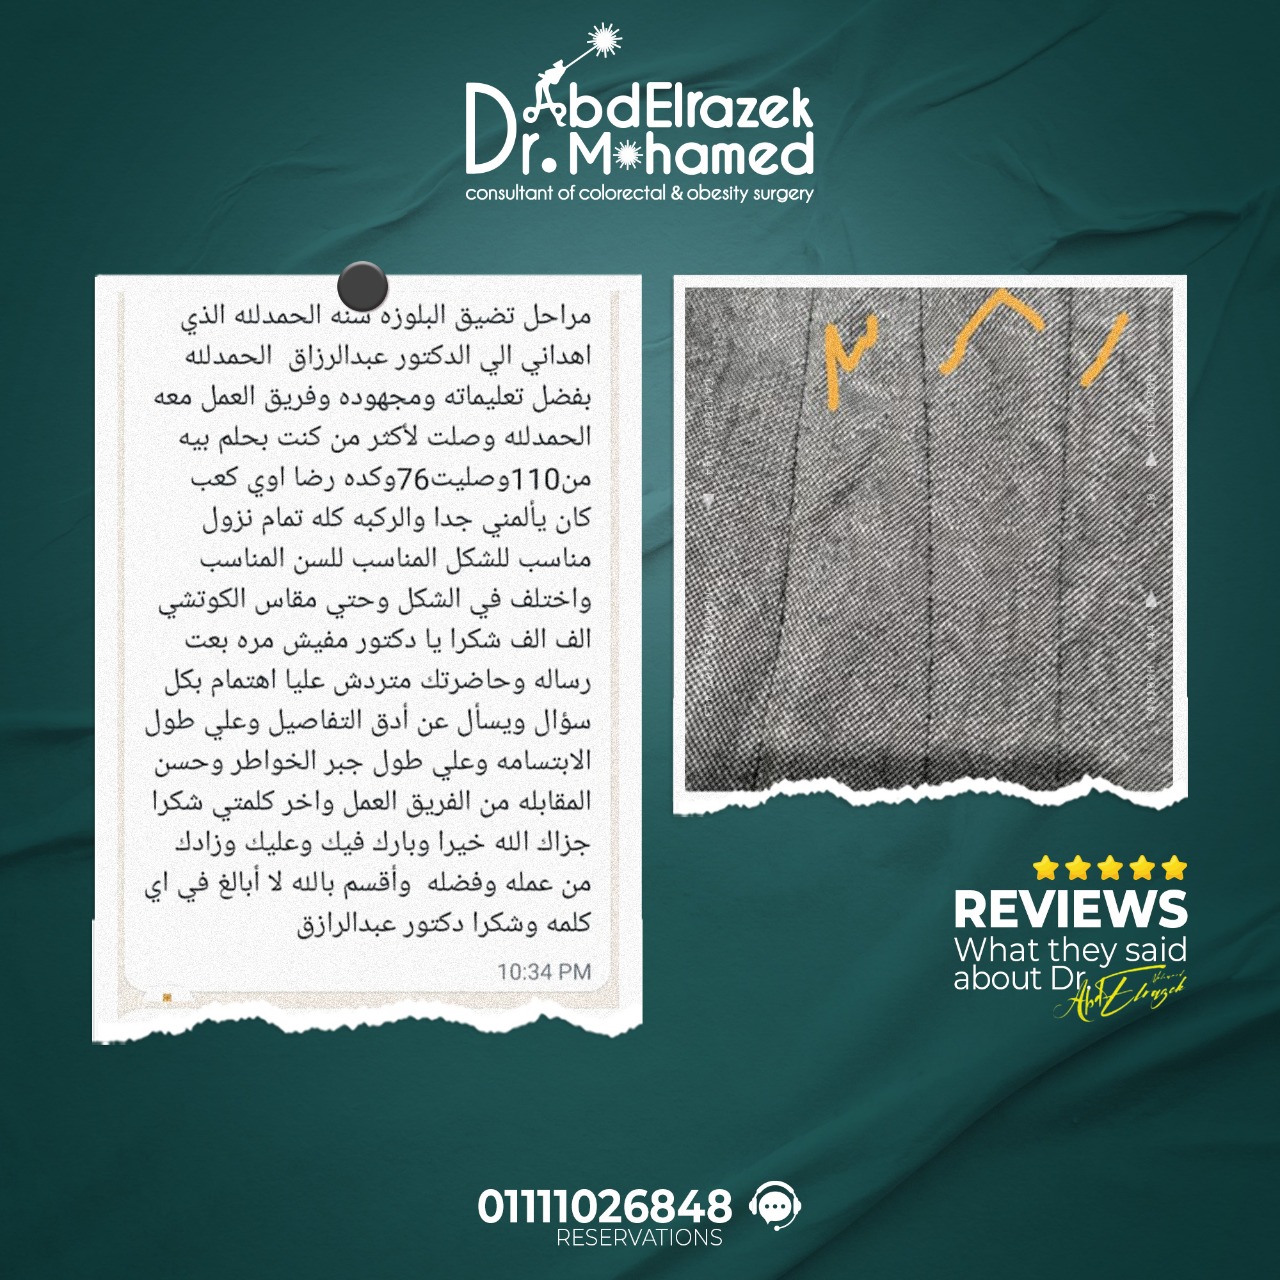 Dr. AbdElrazek
Mohamed
consultant of colorectal & obesity surgery
مراحل تضيق البلوزه سنه الحمدلله الذي
اهداني الي الدكتور عبدالرزاق الحمدلله
بفضل تعليماته ومجهوده وفريق العمل معه
الحمدلله وصلت لأكثر من كنت بحلم بيه
من110وصليت76وكده رضا اوي كعب
كان يألمني جدا والركبه كله تمام نزول
مناسب للشكل المناسب للسن المناسب
واختلف في الشكل وحتي مقاس الكوتشي
الف الف شكرا يا دكتور مفيش مره بعت
رساله وحاضرتك متردش عليا اهتمام بكل
سؤال ويسأل عن أدق التفاصيل وعلي طول
الابتسامه وعلي طول جبر الخواطر وحسن
المقابله من الفريق العمل واخر كلمتي شكرا
جزاك الله خيرا وبارك فيك وعليك وزادك
من عمله وفضله وأقسم بالله لا أبالغ في اي
كلمه وشكرا دكتور عبدالرازق
10:34 PM
١ ٢ ٣
REVIEWS
What they said
about Dr.
AbdElrazek
01111026848
RESERVATIONS